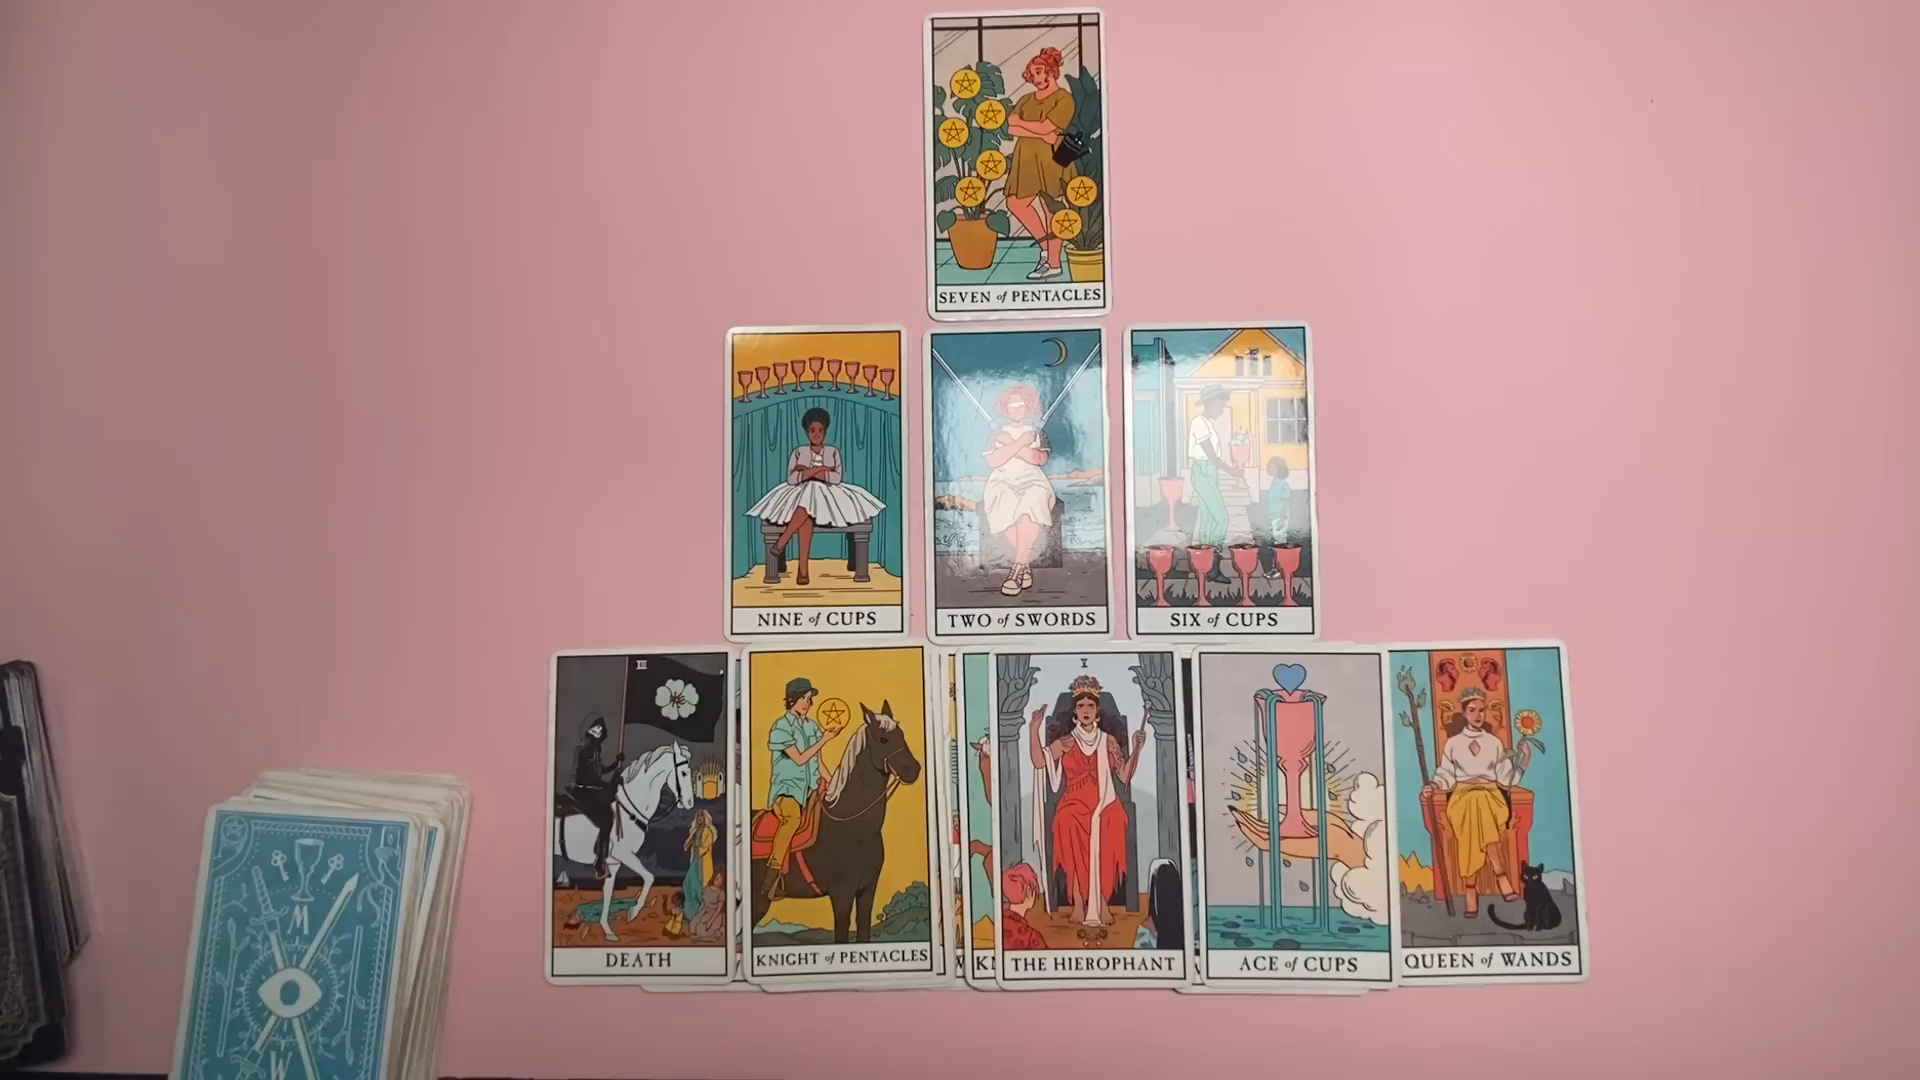 SEVEN of PENTACLES
NINE of CUPS
TWO of SWORDS
SIX of CUPS
V
DEATH
KNIGHT of PENTACLES
W
KN
THE HIEROPHANT
ACE of CUPS
QUEEN of WANDS
M
W